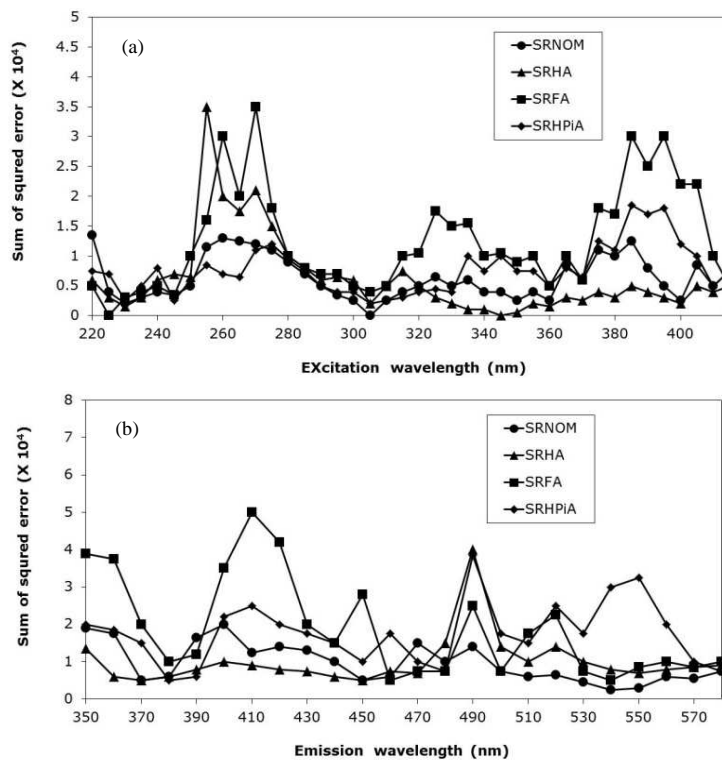 5
4.5
4
3.5
3
2.5
2
1.5
1
0.5
0
(a)
SRNOM
SRHA
SRFA
SRHPiA
Sum of squred error (X 10⁴)
220 240 260 280 300 320 340 360 380 400
EXcitation wavelength (nm)
8
7
6
5
4
3
2
1
0
(b)
SRNOM
SRHA
SRFA
SRHPiA
Sum of squred error (X 10⁴)
350 370 390 410 430 450 470 490 510 530 550 570
Emission wavelength (nm)